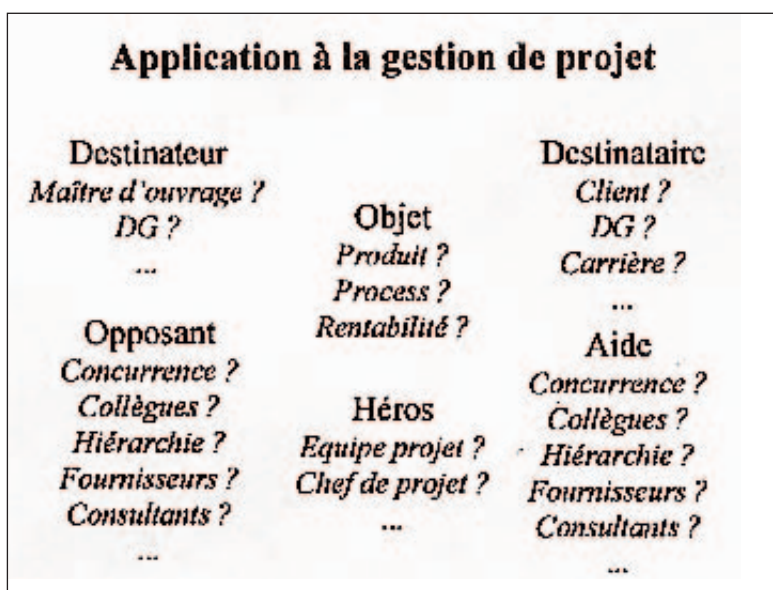 Application à la gestion de projet
Destinateur
Maître d'ouvrage ?
DG ?
...
Destinataire
Client ?
DG ?
Carrière ?
...
Objet
Produit ?
Process ?
Rentabilité ?
Opposant
Concurrence ?
Collègues ?
Hiérarchie ?
Fournisseurs ?
Consultants ?
...
Héros
Equipe projet ?
Chef de projet ?
...
Aide
Concurrence ?
Collègues ?
Hiérarchie ?
Fournisseurs ?
Consultants ?
...